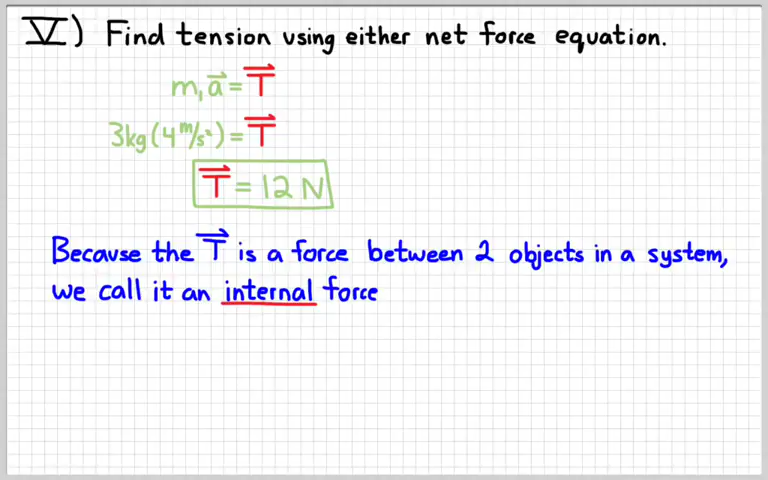 V) Find tension using either net force equation.
m₁a⃗ = T⃗
3kg(4 m/s²) = T⃗
T⃗ = 12 N
Because the T⃗ is a force between 2 objects in a system,
we call it an internal force